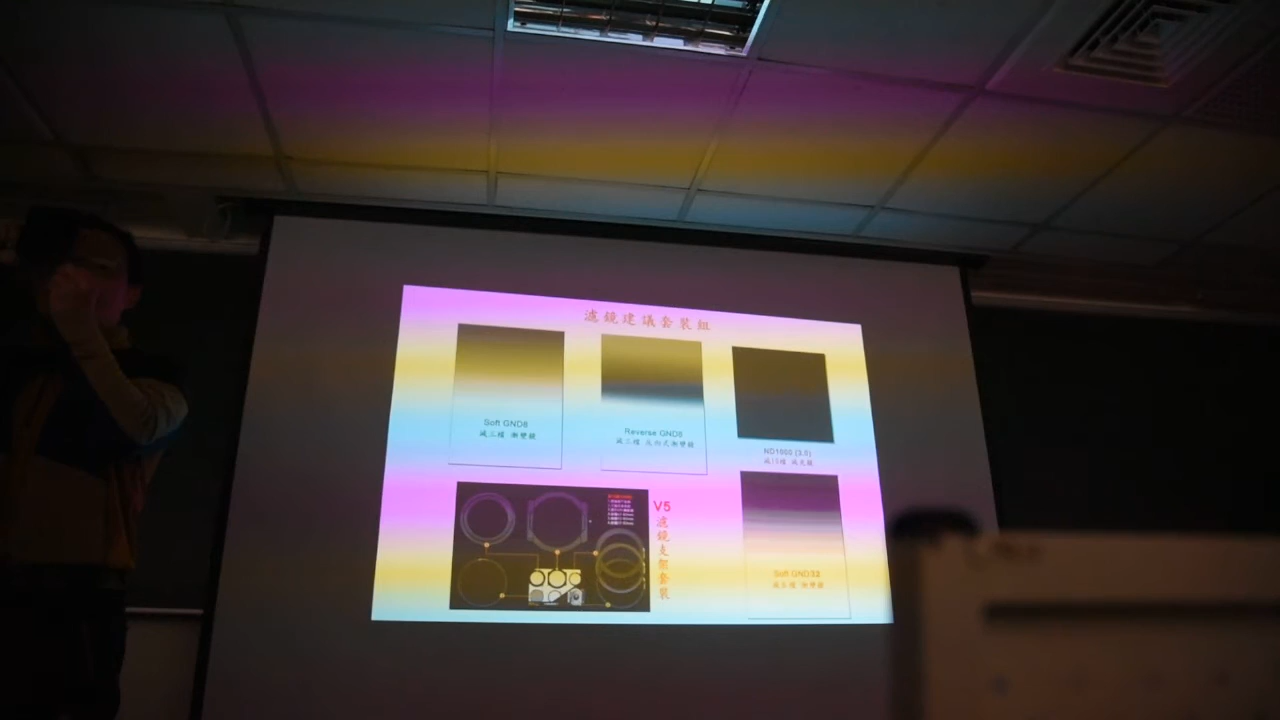 濾鏡建議套裝組
Soft GND8
減三檔 漸變鏡
Reverse GND8
減三檔 反向式漸變鏡
ND1000 (3.0)
減10檔 減光鏡
V5
濾鏡支架套裝
Soft GND32
減五檔 漸變鏡